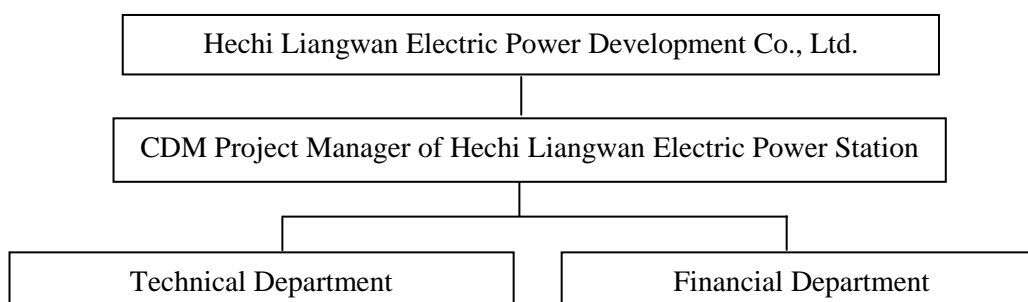 Hechi Liangwan Electric Power Development Co., Ltd.
CDM Project Manager of Hechi Liangwan Electric Power Station
Technical Department
Financial Department